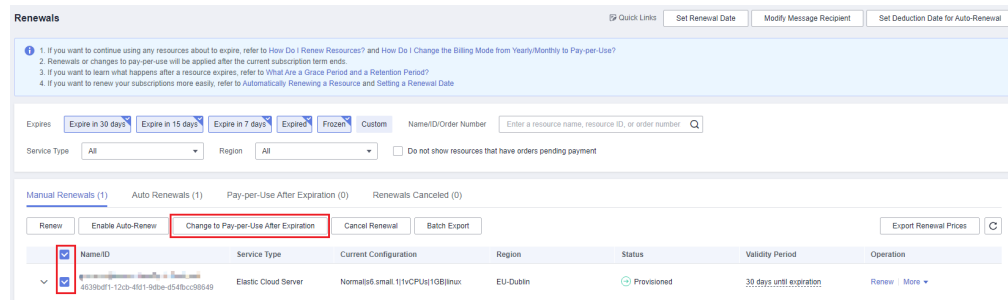 Renewals
Quick Links Set Renewal Date Modify Message Recipient Set Deduction Date for Auto-Renewal
1. If you want to continue using any resources about to expire, refer to How Do I Renew Resources? and How Do I Change the Billing Mode from Yearly/Monthly to Pay-per-Use?
2. Renewals or changes to pay-per-use will be applied after the current subscription term ends.
3. If you want to learn what happens after a resource expires, refer to What Are a Grace Period and a Retention Period?
4. If you want to renew your subscriptions more easily, refer to Automatically Renewing a Resource and Setting a Renewal Date
Expires Expire in 30 days Expire in 15 days Expire in 7 days Expired Frozen Custom Name/ID/Order Number Enter a resource name, resource ID, or order number
Service Type All Region All Do not show resources that have orders pending payment
Manual Renewals (1) Auto Renewals (1) Pay-per-Use After Expiration (0) Renewals Canceled (0)
Renew Enable Auto-Renew Change to Pay-per-Use After Expiration Cancel Renewal Batch Export Export Renewal Prices
Name/ID Service Type Current Configuration Region Status Validity Period Operation
4639bdf1-12cb-4fd1-9dbe-d54fbcc98649 Elastic Cloud Server Normal|s6.small.1|1vCPUs|1GB|linux EU-Dublin Provisioned 30 days until expiration Renew More